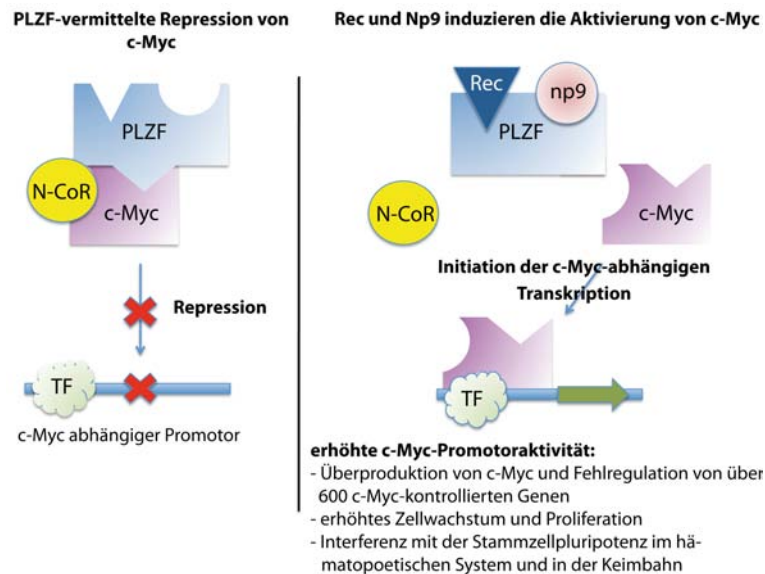 PLZF-vermittelte Repression von
c-Myc
PLZF
N-CoR
c-Myc
Repression
TF
c-Myc abhängiger Promotor
Rec und Np9 induzieren die Aktivierung von c-Myc
Rec
np9
PLZF
N-CoR
c-Myc
Initiation der c-Myc-abhängigen
Transkription
TF
erhöhte c-Myc-Promotoraktivität:
- Überproduktion von c-Myc und Fehlregulation von über
600 c-Myc-kontrollierten Genen
- erhöhtes Zellwachstum und Proliferation
- Interferenz mit der Stammzellpluripotenz im hä-
matopoetischen System und in der Keimbahn